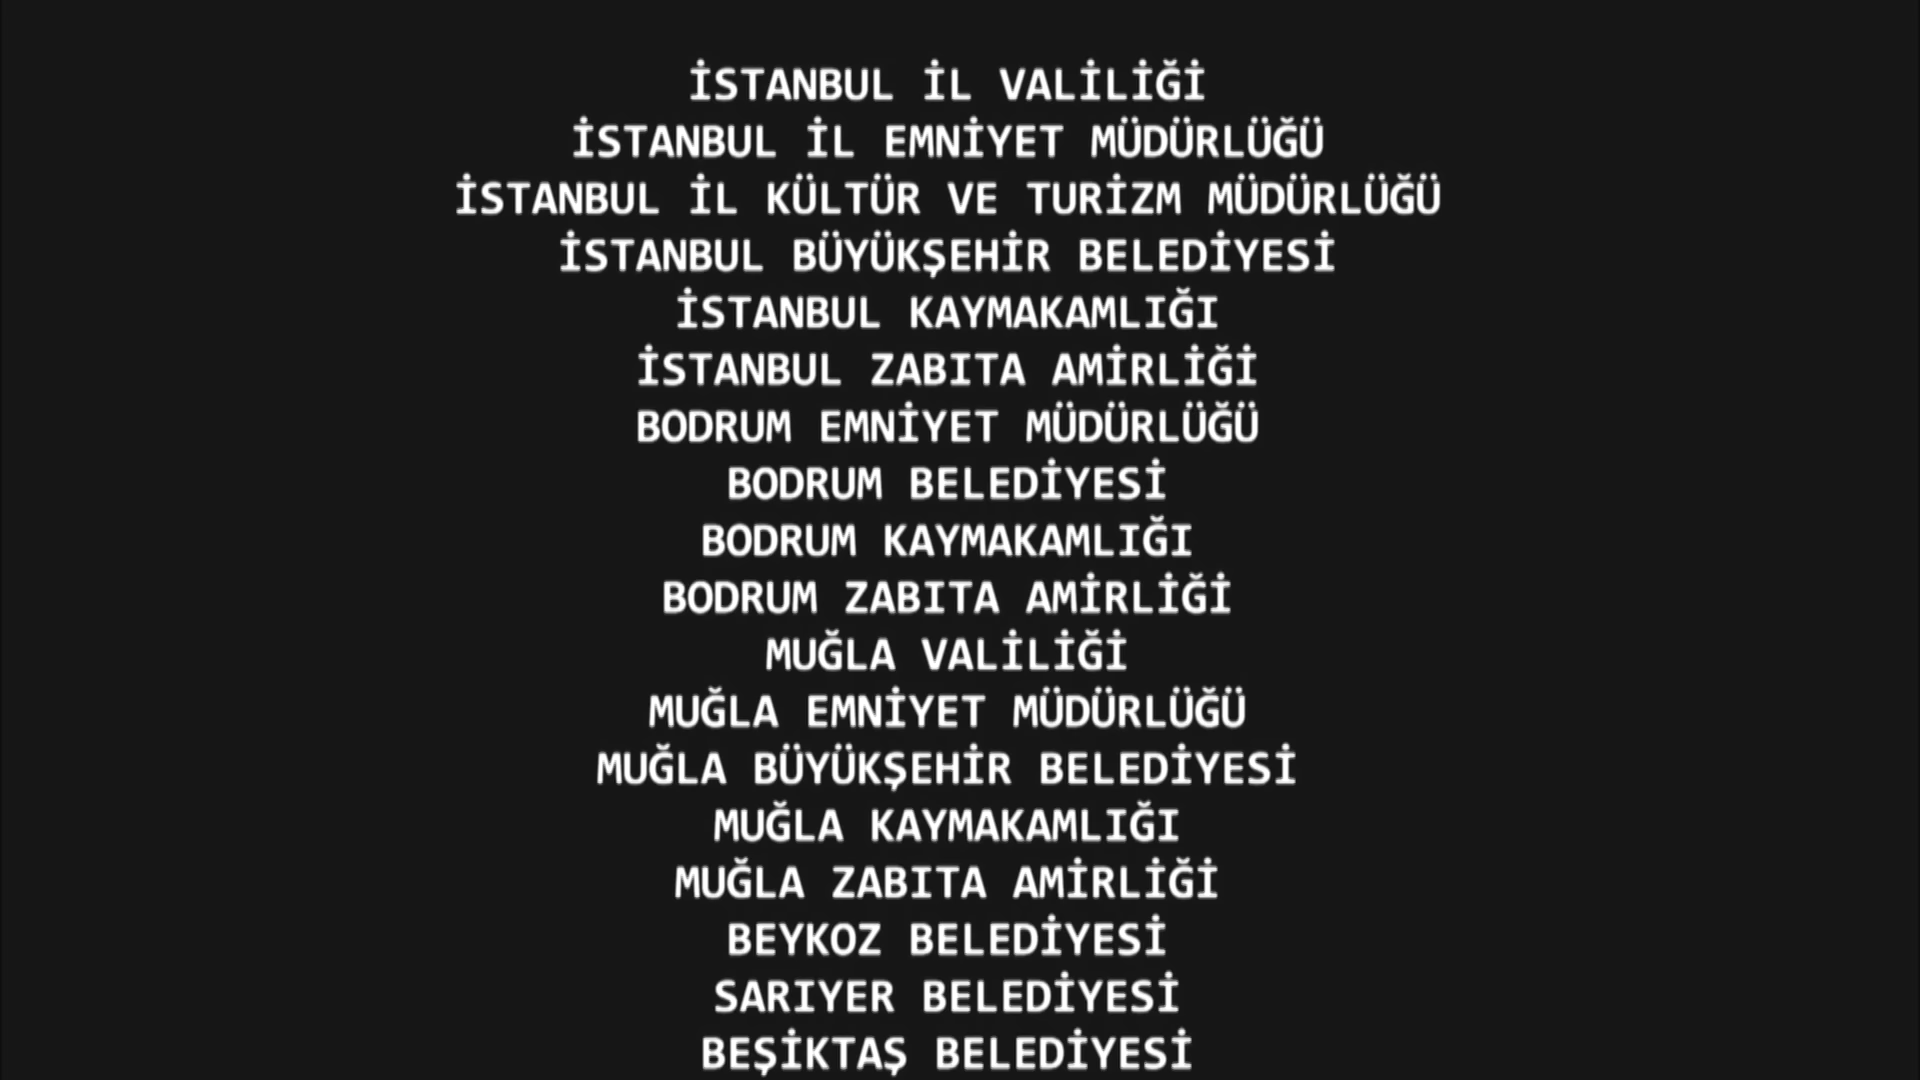 İSTANBUL İL VALİLİĞİ
İSTANBUL İL EMNİYET MÜDÜRLÜĞÜ
İSTANBUL İL KÜLTÜR VE TURİZM MÜDÜRLÜĞÜ
İSTANBUL BÜYÜKŞEHİR BELEDİYESİ
İSTANBUL KAYMAKAMLIĞI
İSTANBUL ZABITA AMİRLİĞİ
BODRUM EMNİYET MÜDÜRLÜĞÜ
BODRUM BELEDİYESİ
BODRUM KAYMAKAMLIĞI
BODRUM ZABITA AMİRLİĞİ
MUĞLA VALİLİĞİ
MUĞLA EMNİYET MÜDÜRLÜĞÜ
MUĞLA BÜYÜKŞEHİR BELEDİYESİ
MUĞLA KAYMAKAMLIĞI
MUĞLA ZABITA AMİRLİĞİ
BEYKOZ BELEDİYESİ
SARIYER BELEDİYESİ
BEŞİKTAŞ BELEDİYESİ